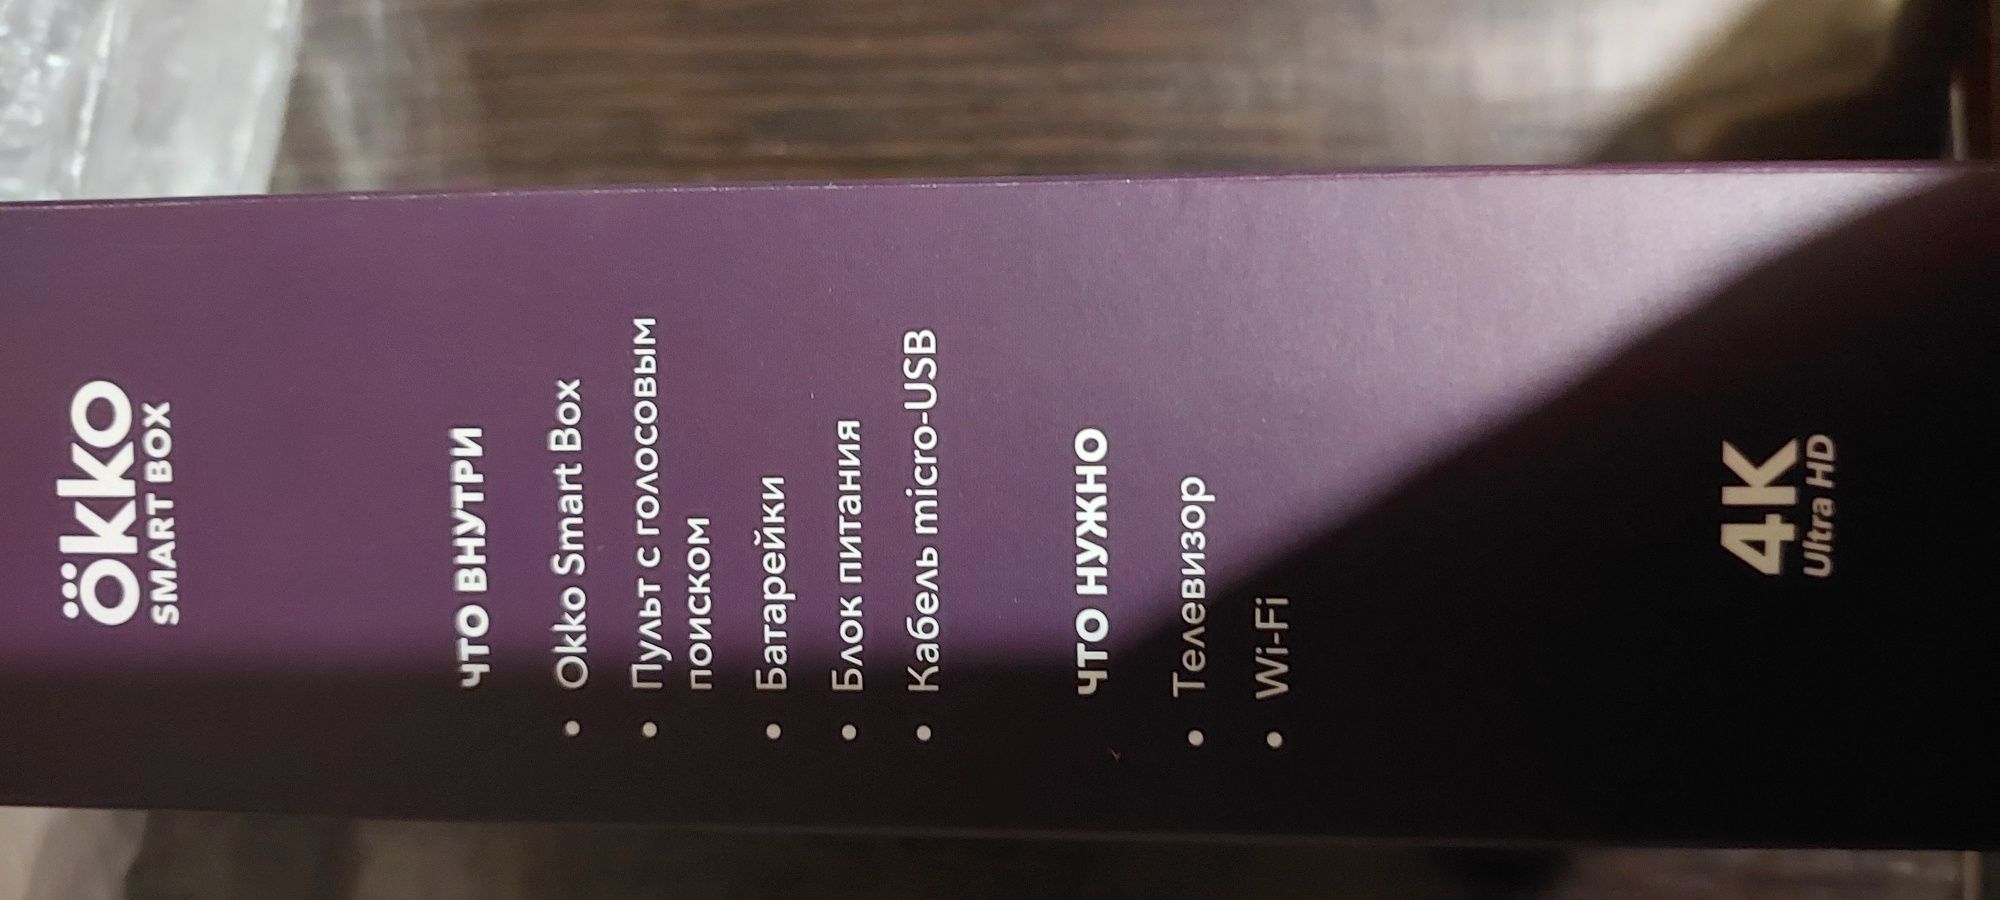 okko
SMART BOX
ЧТО ВНУТРИ
• Okko Smart Box
• Пульт с голосовым
поиском
• Батарейки
• Блок питания
• Кабель micro-USB
ЧТО НУЖНО
• Телевизор
• Wi-Fi
4K
Ultra HD